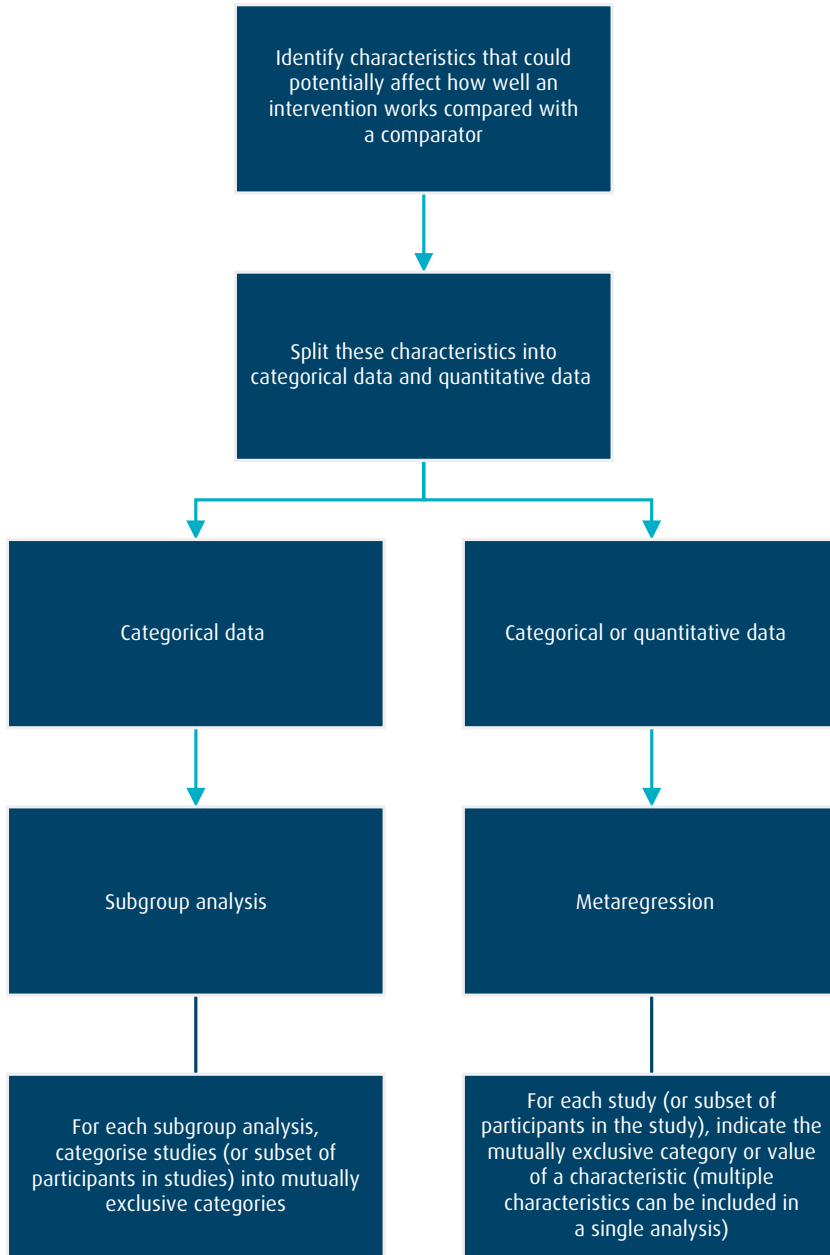 Identify characteristics that could
potentially affect how well an
intervention works compared with
a comparator
Split these characteristics into
categorical data and quantitative data
Categorical data
Categorical or quantitative data
Subgroup analysis
Metaregression
For each subgroup analysis,
categorise studies (or subset of
participants in studies) into mutually
exclusive categories
For each study (or subset of
participants in the study), indicate the
mutually exclusive category or value
of a characteristic (multiple
characteristics can be included in
a single analysis)